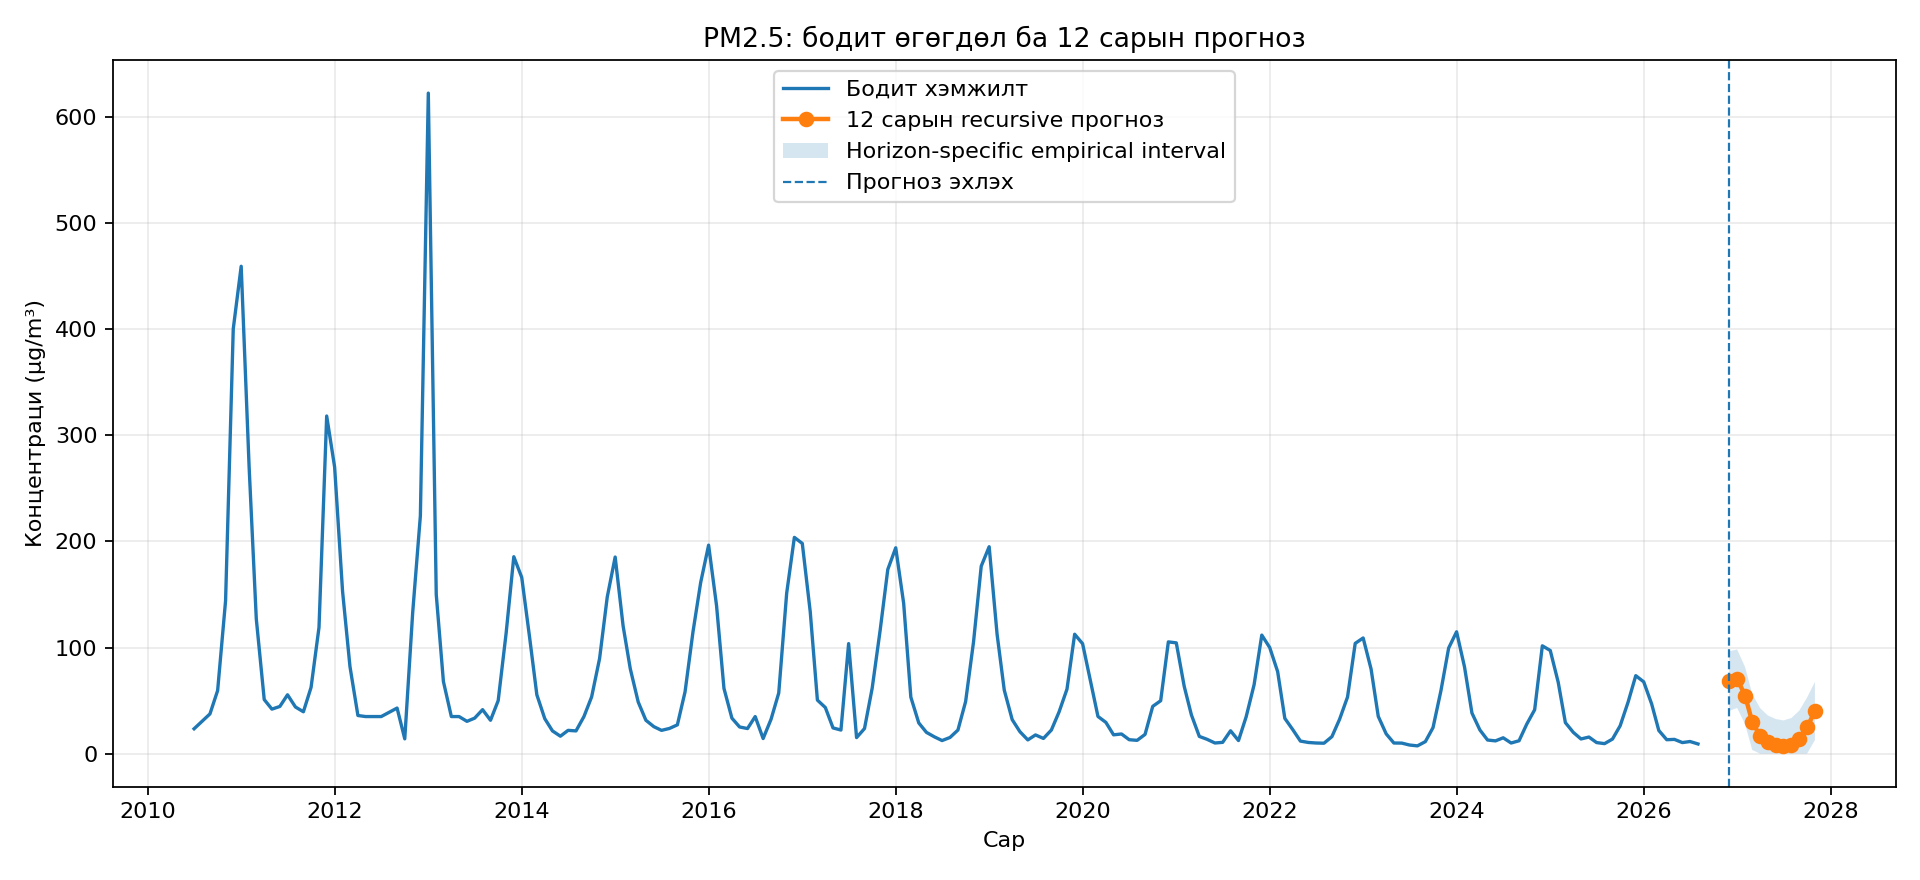 PM2.5: бодит өгөгдөл ба 12 сарын прогноз
Бодит хэмжилт
12 сарын recursive прогноз
Horizon-specific empirical interval
Прогноз эхлэх
Концентраци (µg/m³)
600
500
400
300
200
100
0
2010 2012 2014 2016 2018 2020 2022 2024 2026 2028
Сар